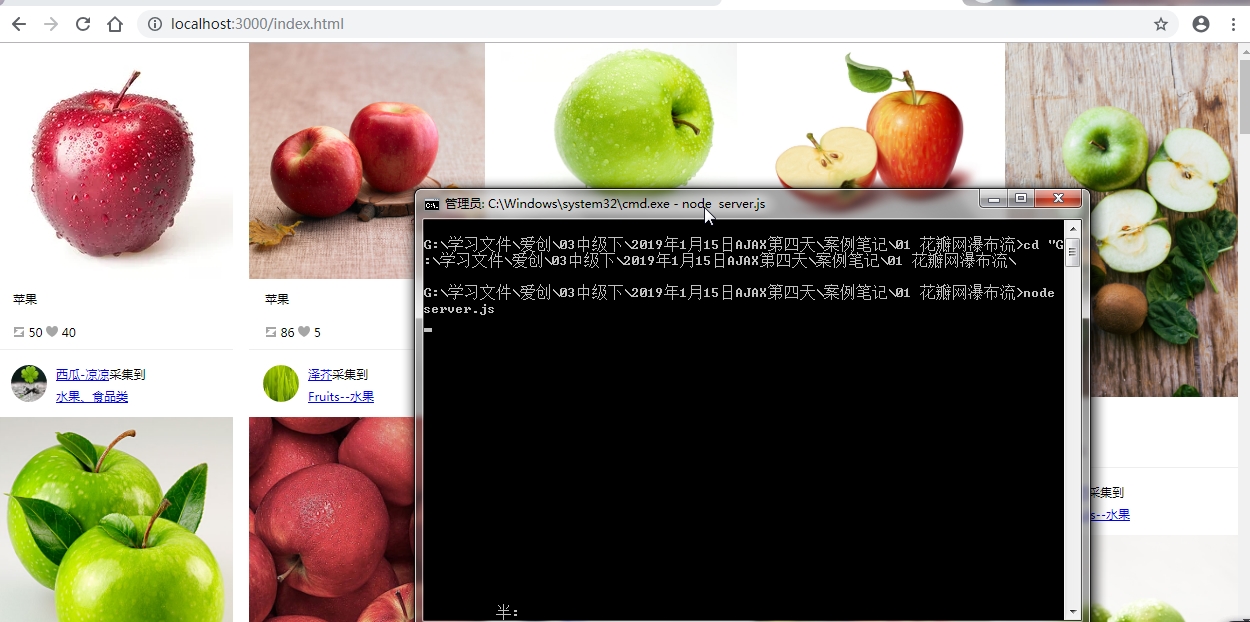 localhost:3000/index.html
管理员: C:\Windows\system32\cmd.exe - node server.js
G:\学习文件\爱创\03中级下\2019年1月15日AJAX第四天\案例笔记\01 花瓣网瀑布流>cd "G
:\学习文件\爱创\03中级下\2019年1月15日AJAX第四天\案例笔记\01 花瓣网瀑布流\
G:\学习文件\爱创\03中级下\2019年1月15日AJAX第四天\案例笔记\01 花瓣网瀑布流>node
server.js
半:
苹果
50 40
西瓜-凉凉采集到
水果、食品类
苹果
86 5
泽芥采集到
Fruits--水果
采集到
s--水果